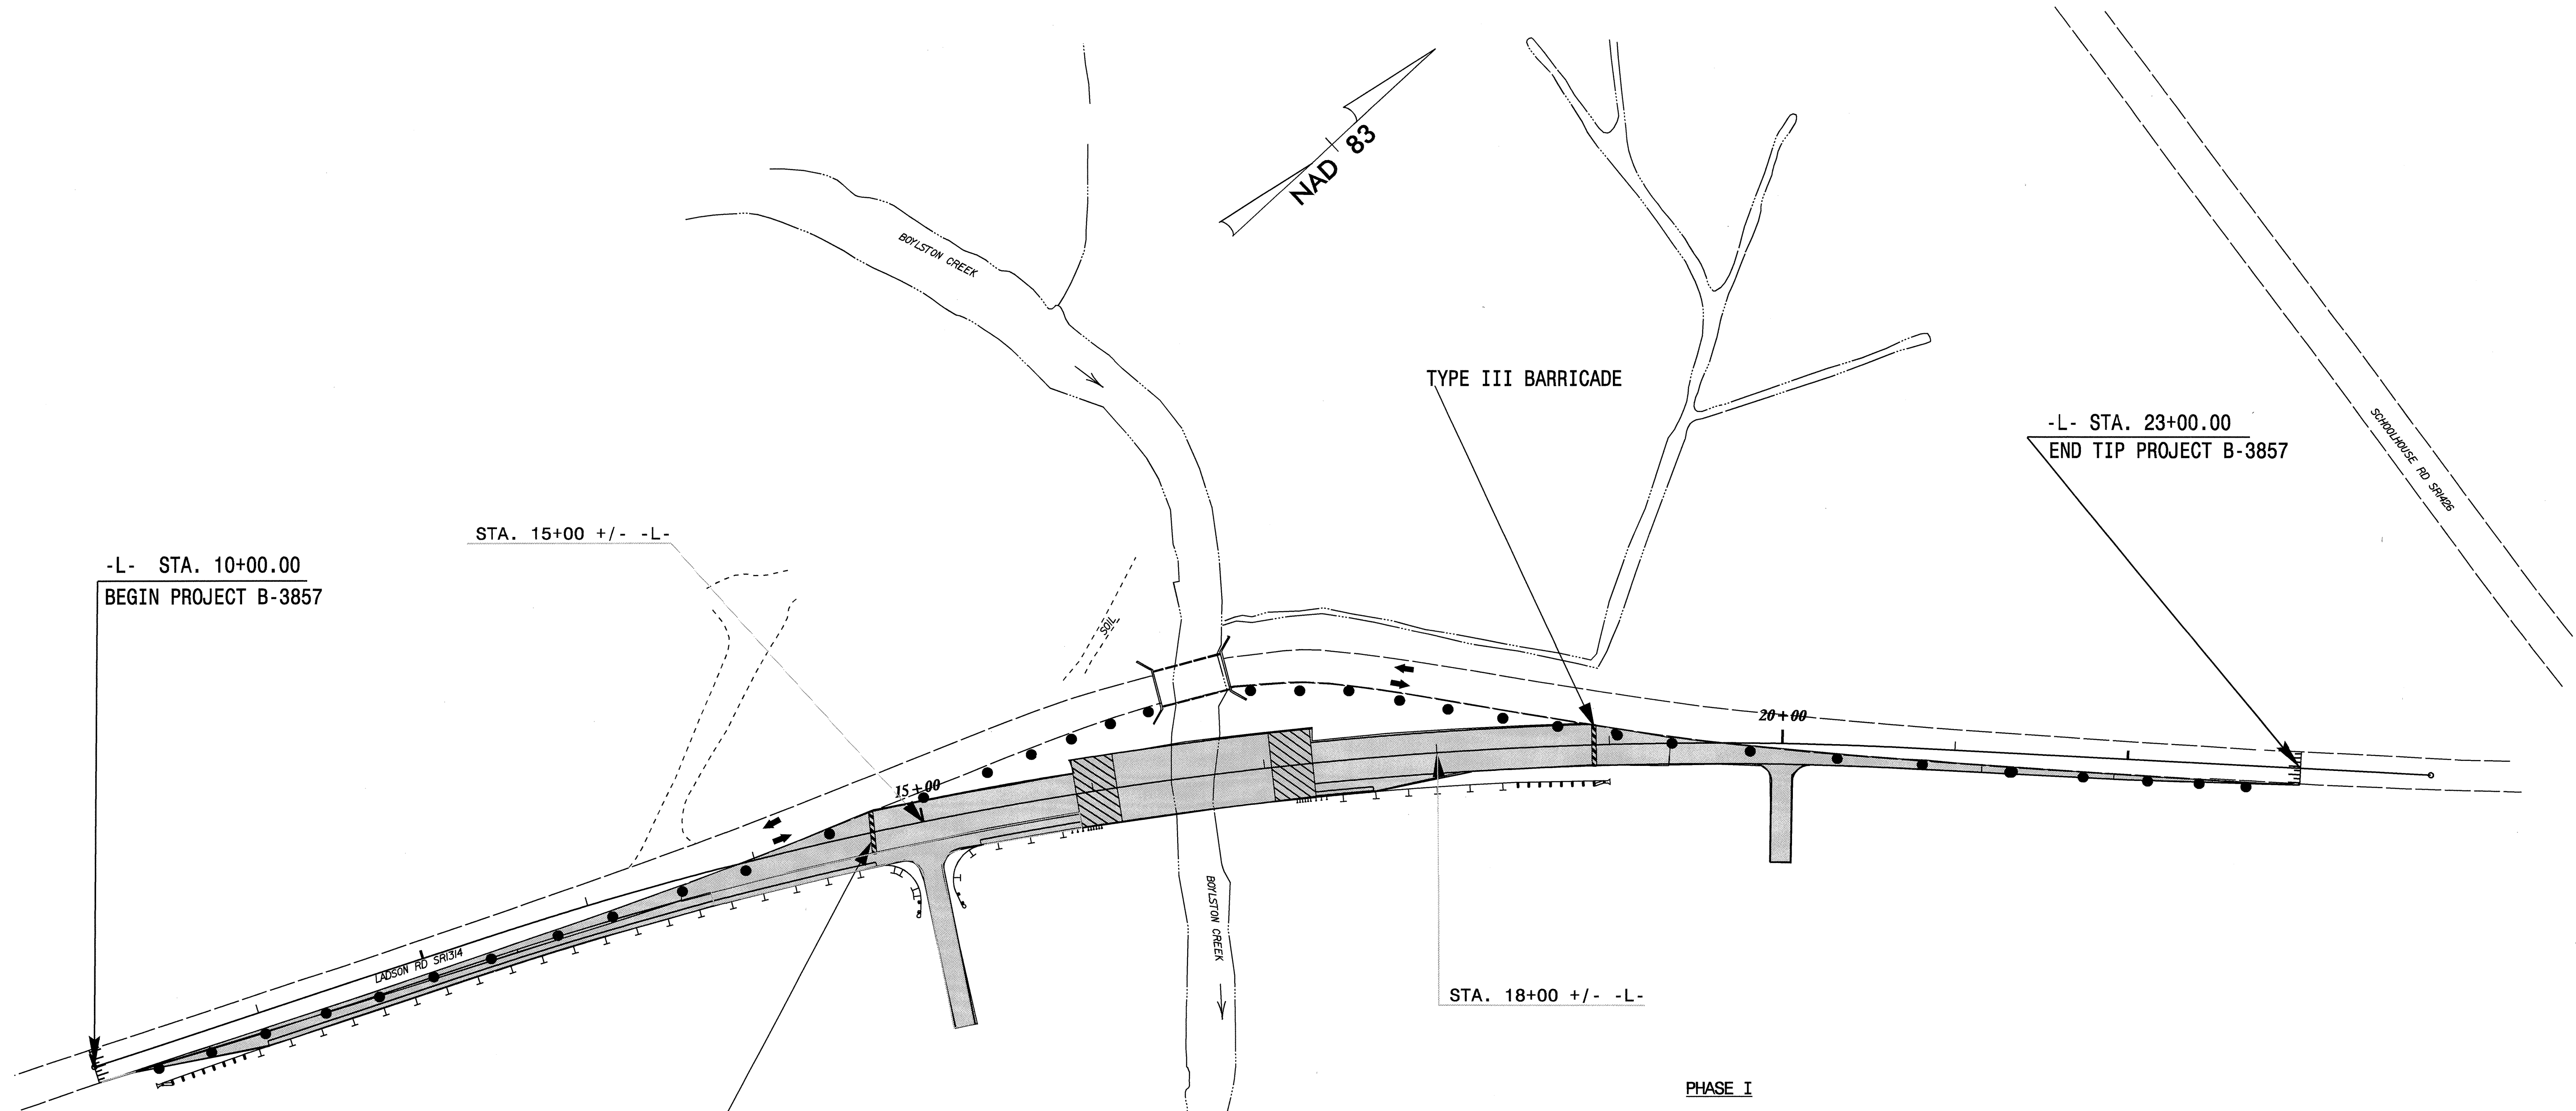 NAD 83
BOYLSTON CREEK
TYPE III BARRICADE
-L- STA. 23+00.00
END TIP PROJECT B-3857
SCHOOLHOUSE RD SR1426
STA. 15+00 +/- -L-
-L- STA. 10+00.00
BEGIN PROJECT B-3857
SOIL
20+00
15+00
LADSON RD SR1314
BOYLSTON CREEK
STA. 18+00 +/- -L-
PHASE I